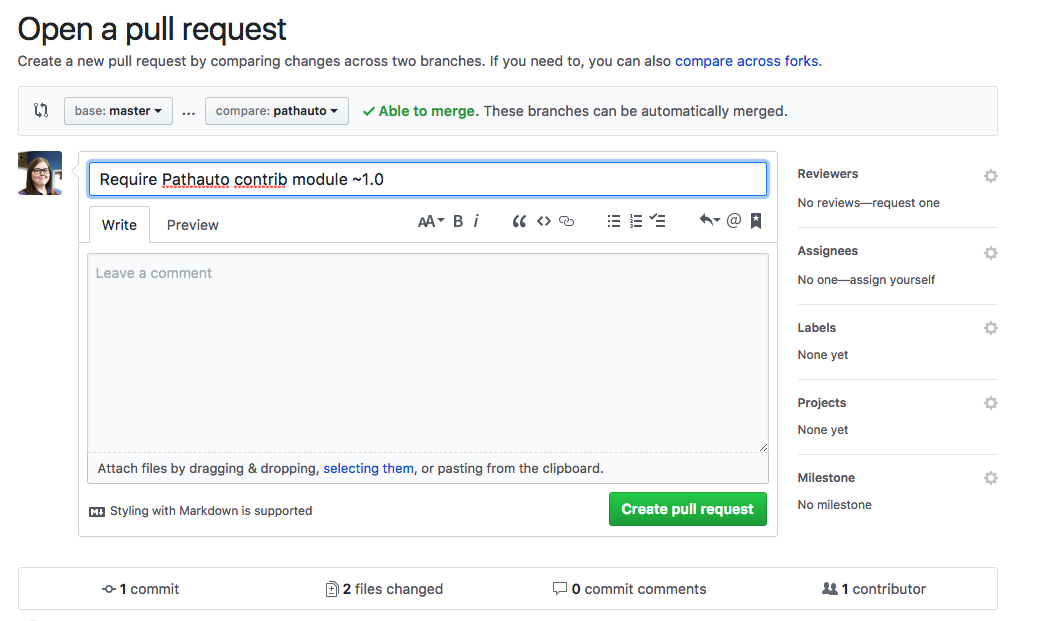 Open a pull request
Create a new pull request by comparing changes across two branches. If you need to, you can also compare across forks.
base: master ... compare: pathauto ✓ Able to merge. These branches can be automatically merged.
Require Pathauto contrib module ~1.0
Write Preview AA B i “ <> @
Leave a comment
Attach files by dragging & dropping, selecting them, or pasting from the clipboard.
Styling with Markdown is supported
Create pull request
Reviewers
No reviews—request one
Assignees
No one—assign yourself
Labels
None yet
Projects
None yet
Milestone
No milestone
1 commit 2 files changed 0 commit comments 1 contributor